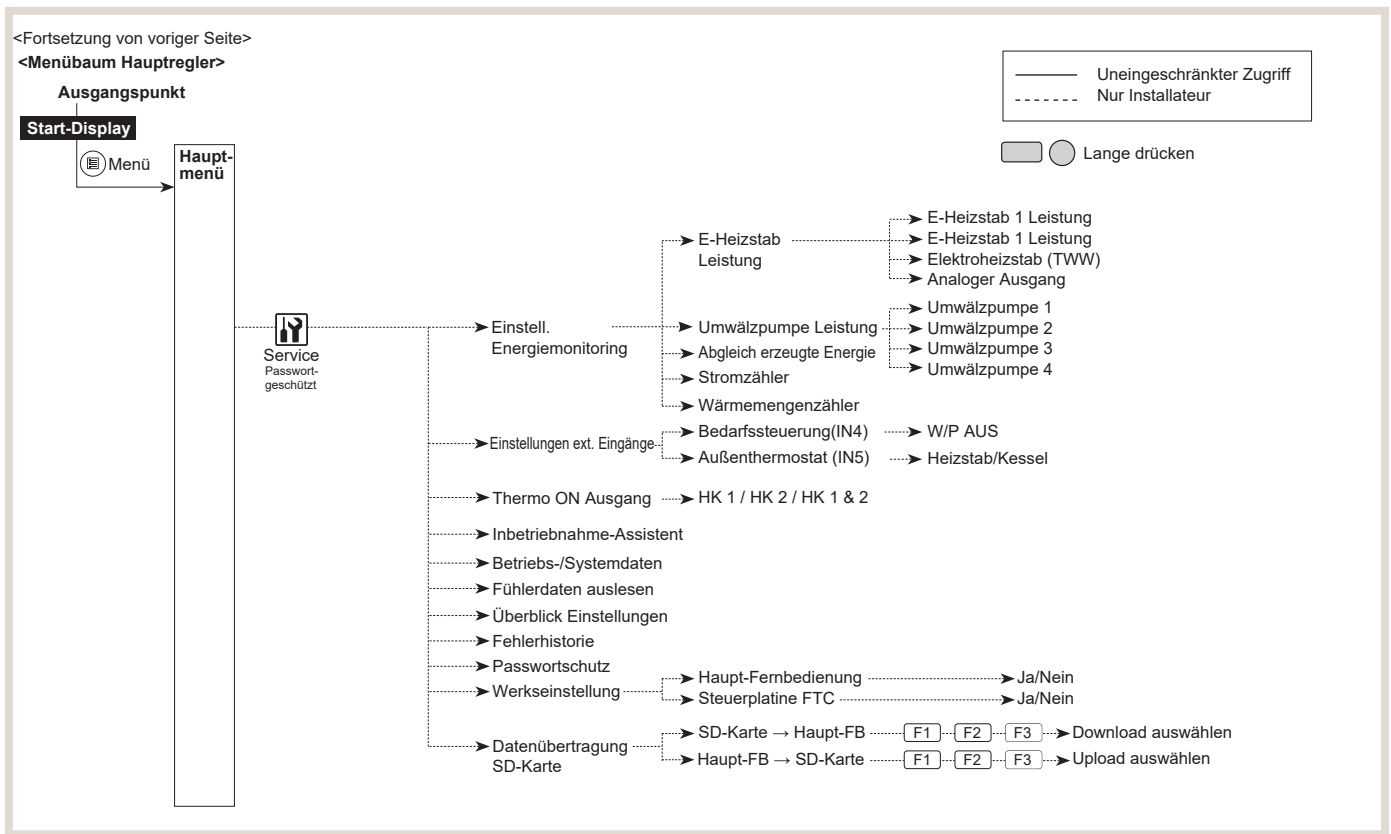 <Fortsetzung von voriger Seite>
<Menübaum Hauptregler>
Ausgangspunkt
Start-Display
Menü
Haupt-
menü
Uneingeschränkter Zugriff
Nur Installateur
Lange drücken
Service
Passwort-
geschützt
Einstell.
Energiemonitoring
E-Heizstab
Leistung
E-Heizstab 1 Leistung
E-Heizstab 1 Leistung
Elektroheizstab (TWW)
Analoger Ausgang
Umwälzpumpe Leistung
Umwälzpumpe 1
Umwälzpumpe 2
Umwälzpumpe 3
Umwälzpumpe 4
Abgleich erzeugte Energie
Stromzähler
Wärmemengenzähler
Einstellungen ext. Eingänge
Bedarfssteuerung(IN4)
W/P AUS
Außenthermostat (IN5)
Heizstab/Kessel
Thermo ON Ausgang
HK 1 / HK 2 / HK 1 & 2
Inbetriebnahme-Assistent
Betriebs-/Systemdaten
Fühlerdaten auslesen
Überblick Einstellungen
Fehlerhistorie
Passwortschutz
Werkseinstellung
Haupt-Fernbedienung
Ja/Nein
Steuerplatine FTC
Ja/Nein
Datenübertragung
SD-Karte
SD-Karte → Haupt-FB
F1 F2 F3
Download auswählen
Haupt-FB → SD-Karte
F1 F2 F3
Upload auswählen